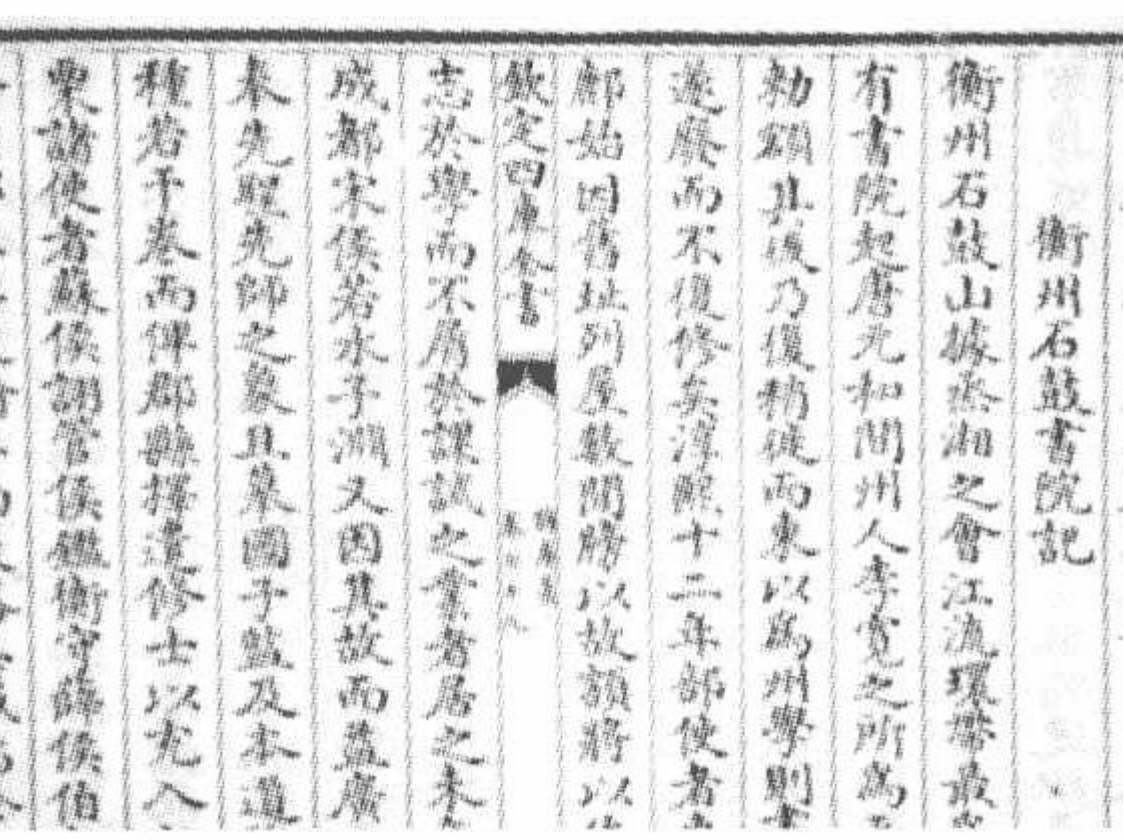 衡州石鼓書院記
衡州石鼓山據烝湘之會江流環帶最
有書院起唐元和間州人李寛之所為
勅額其後乃復稍徙而東以為州學則
遂廢而不復修矣淳熙十二年部使者
鄱始因舊址列屋數間牓以故額將以
欽定四庫全書
志於學而不屑於課試之業者居之未
成都宋侯若水子淵又因其故而益廣
奉先聖先師之象且摹國子監及本道
種若干卷而俾郡縣擇遣修士以充入
東諸使者蘇侯詡管侯鑑衡守薛侯伯